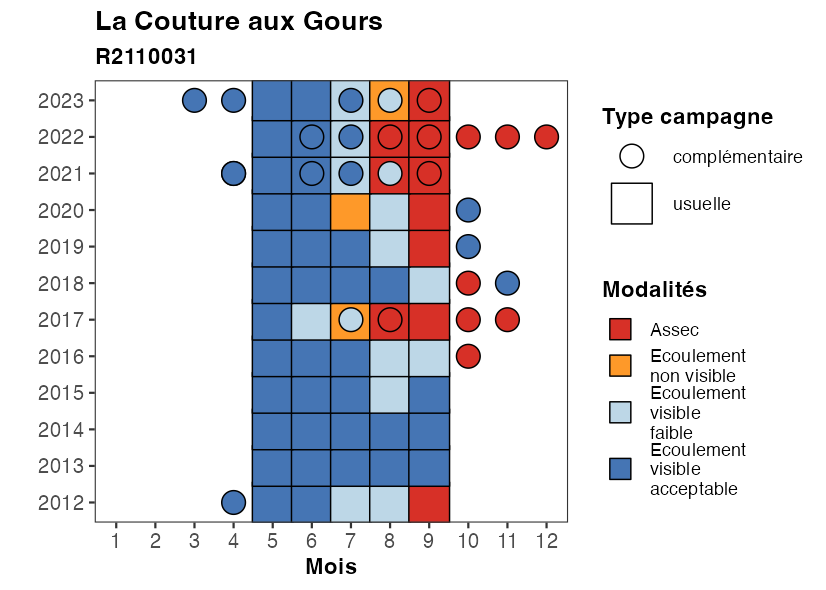 La Couture aux Gours
R2110031
2023
2022
2021
2020
2019
2018
2017
2016
2015
2014
2013
2012
1 2 3 4 5 6 7 8 9 10 11 12
Mois
Type campagne
complémentaire
usuelle
Modalités
Assec
Ecoulement
non visible
Ecoulement
visible
faible
Ecoulement
visible
acceptable